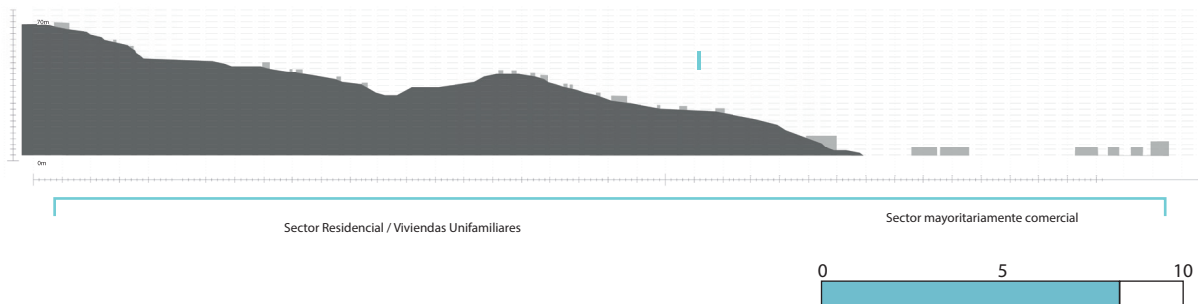 70m
0m
Sector Residencial / Viviendas Unifamiliares
Sector mayoritariamente comercial
0 5 10